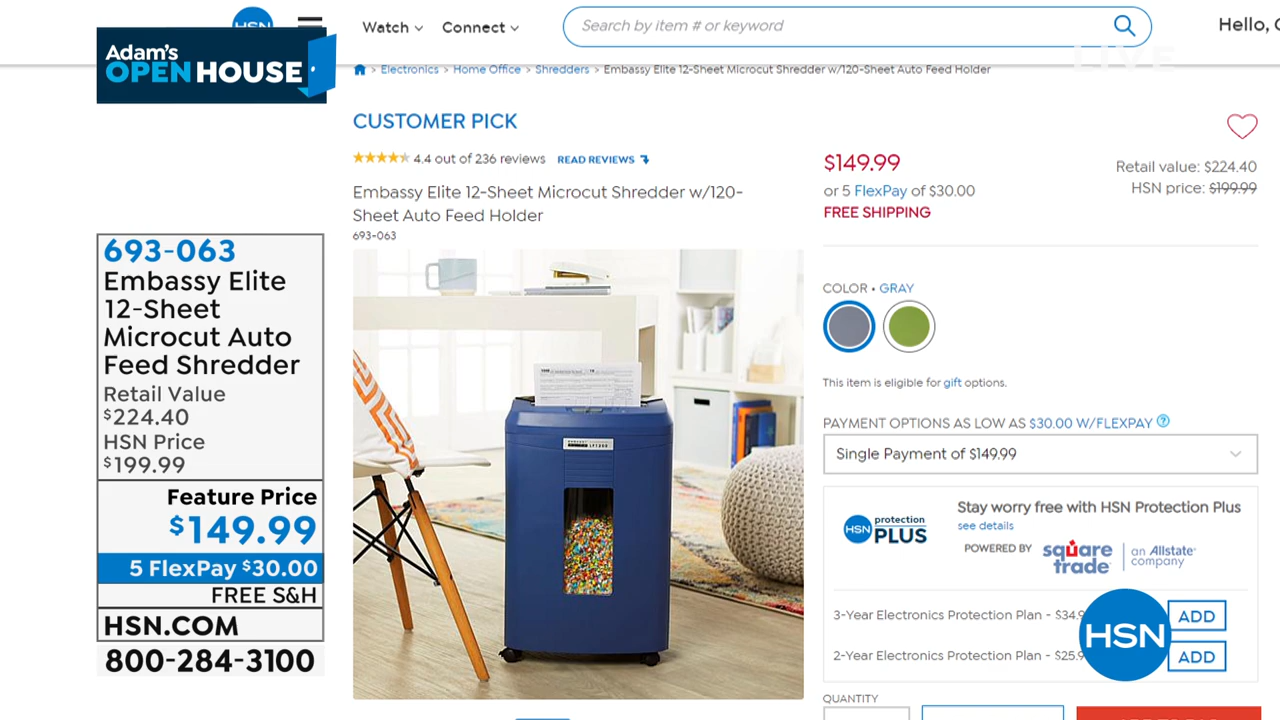 HSN
Watch
Connect
Search by item # or keyword
Hello,
LIVE
Adam's
OPEN HOUSE
> Electronics > Home Office > Shredders > Embassy Elite 12-Sheet Microcut Shredder w/120-Sheet Auto Feed Holder
CUSTOMER PICK
4.4 out of 236 reviews READ REVIEWS
Embassy Elite 12-Sheet Microcut Shredder w/120-
Sheet Auto Feed Holder
693-063
$149.99
or 5 FlexPay of $30.00
FREE SHIPPING
Retail value: $224.40
HSN price: $199.99
693-063
Embassy Elite
12-Sheet
Microcut Auto
Feed Shredder
Retail Value
$224.40
HSN Price
$199.99
Feature Price
$149.99
5 FlexPay $30.00
FREE S&H
HSN.COM
800-284-3100
COLOR • GRAY
This item is eligible for gift options.
PAYMENT OPTIONS AS LOW AS $30.00 W/FLEXPAY ?
Single Payment of $149.99
HSN protection PLUS
Stay worry free with HSN Protection Plus
see details
POWERED BY square trade | an Allstate company
3-Year Electronics Protection Plan - $34.9
ADD
2-Year Electronics Protection Plan - $25.9
ADD
HSN
QUANTITY